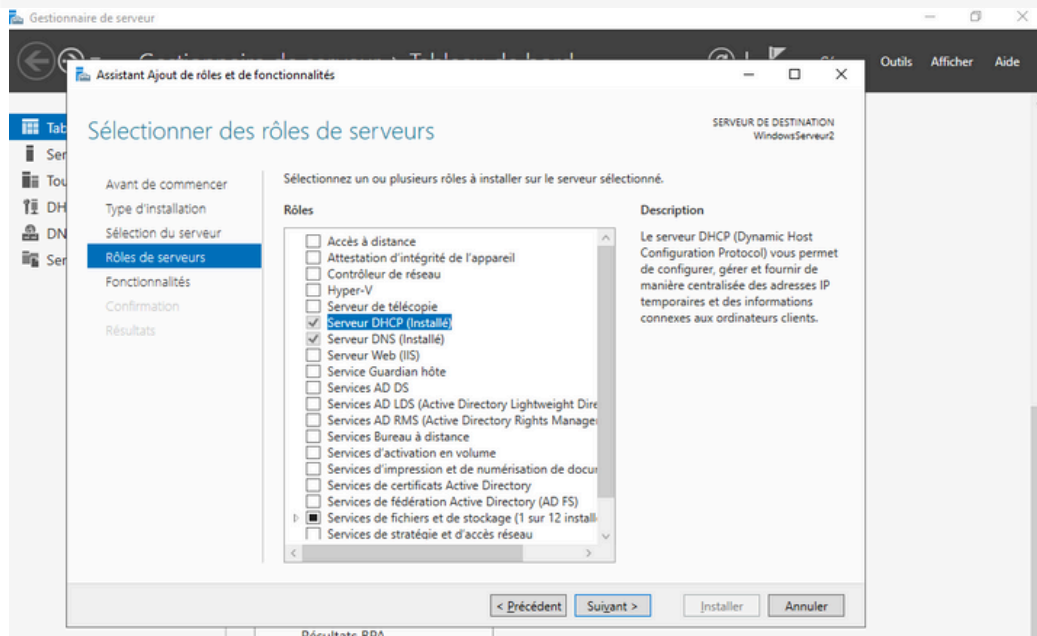 Gestionnaire de serveur
Outils Afficher Aide
Assistant Ajout de rôles et de fonctionnalités
Sélectionner des rôles de serveurs
SERVEUR DE DESTINATION
WindowsServeur2
Tab
Ser
Tou
DH
DN
Ser
Avant de commencer
Type d'installation
Sélection du serveur
Rôles de serveurs
Fonctionnalités
Confirmation
Résultats
Sélectionnez un ou plusieurs rôles à installer sur le serveur sélectionné.
Rôles
Accès à distance
Attestation d'intégrité de l'appareil
Contrôleur de réseau
Hyper-V
Serveur de télécopie
Serveur DHCP (Installé)
Serveur DNS (Installé)
Serveur Web (IIS)
Service Guardian hôte
Services AD DS
Services AD LDS (Active Directory Lightweight Dire
Services AD RMS (Active Directory Rights Manage
Services Bureau à distance
Services d'activation en volume
Services d'impression et de numérisation de docu
Services de certificats Active Directory
Services de fédération Active Directory (AD FS)
Services de fichiers et de stockage (1 sur 12 install
Services de stratégie et d'accès réseau
Description
Le serveur DHCP (Dynamic Host
Configuration Protocol) vous permet
de configurer, gérer et fournir de
manière centralisée des adresses IP
temporaires et des informations
connexes aux ordinateurs clients.
< Précédent
Suivant >
Installer
Annuler
Résultats BPA